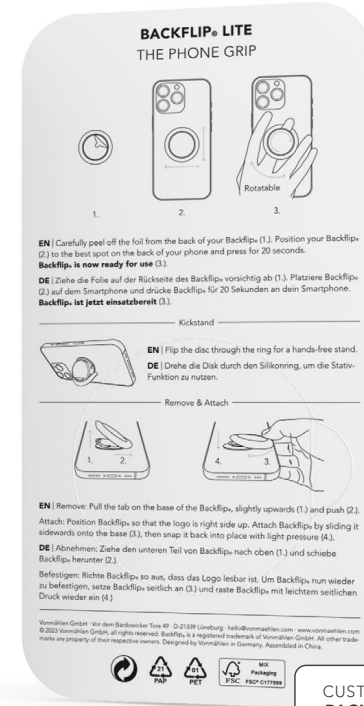 BACKFLIP® LITE
THE PHONE GRIP
Rotatable
1.
2.
3.
EN | Carefully peel off the foil from the back of your Backflip® (1.). Position your Backflip®
(2.) to the best spot on the back of your phone and press for 20 seconds.
Backflip® is now ready for use (3.).
DE | Ziehe die Folie auf der Rückseite des Backflip® vorsichtig ab (1.). Platziere Backflip®
(2.) auf dem Smartphone und drücke Backflip® für 20 Sekunden an dein Smartphone.
Backflip® ist jetzt einsatzbereit (3.).
Kickstand
EN | Flip the disc through the ring for a hands-free stand.
DE | Drehe die Disk durch den Silikonring, um die Stativ-
Funktion zu nutzen.
Remove & Attach
1.
2.
4.
3.
EN | Remove: Pull the tab on the base of the Backflip®, slightly upwards (1.) and push (2.).
Attach: Position Backflip® so that the logo is right side up. Attach Backflip® by sliding it
sidewards onto the base (3.), then snap it back into place with light pressure (4.).
DE | Abnehmen: Ziehe den unteren Teil von Backflip® nach oben (1.) und schiebe
Backflip® herunter (2.).
Befestigen: Richte Backflip® so aus, dass das Logo lesbar ist. Um Backflip® nun wieder
zu befestigen, setze Backflip® seitlich an (3.) und raste Backflip® mit leichtem seitlichen
Druck wieder ein (4.)
Vonmählen GmbH · Vor dem Bardowicker Tore 49 · D-21339 Lüneburg · hello@vonmaehlen.com · www.vonmaehlen.com
© 2023 Vonmählen GmbH, all rights reserved. Backflip® is a registered trademark of Vonmählen GmbH. All other trade-
marks are property of their respective owners. Designed by Vonmählen in Germany. Assembled in China.
21
PAP
01
PET
FSC
MIX
Packaging
FSC® C177899
CUST